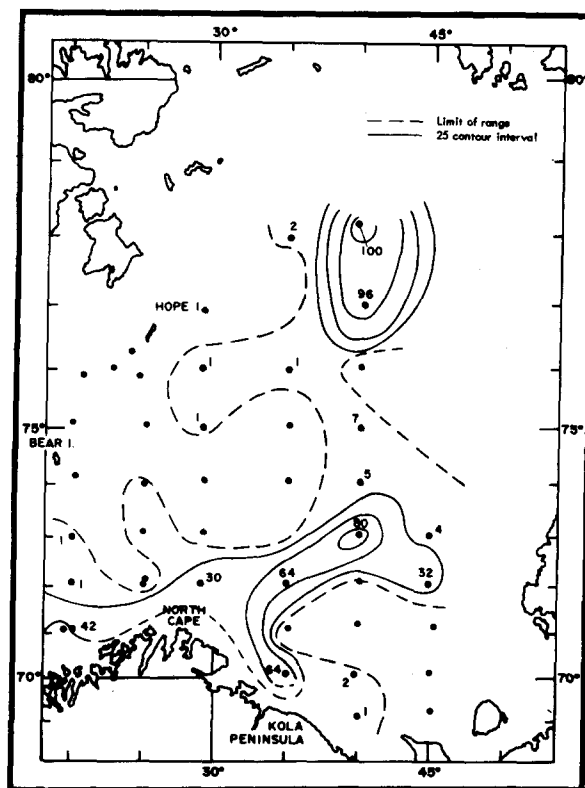 30° 45°
80° 80°
Limit of range
25 contour interval
2
100
96
HOPE I.
1 1
75° 1 7 75°
BEAR I.
5
80 4
1
1 30 64 32
NORTH
CAPE
42
70° 64 2 70°
1
KOLA
PENINSULA
30° 45°